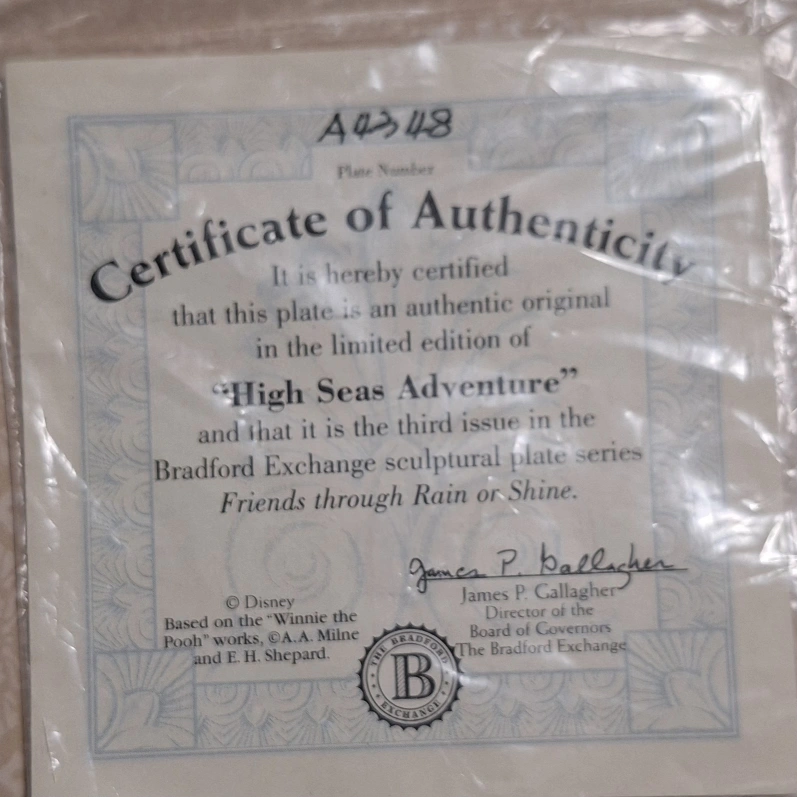 A4348
Plate Number
Certificate of Authenticity
It is hereby certified
that this plate is an authentic original
in the limited edition of
“High Seas Adventure”
and that it is the third issue in the
Bradford Exchange sculptural plate series
Friends through Rain or Shine.
James P. Gallagher
James P. Gallagher
Director of the
Board of Governors
The Bradford Exchange
© Disney
Based on the “Winnie the
Pooh” works, ©A.A. Milne
and E. H. Shepard.
THE BRADFORD
B
EXCHANGE